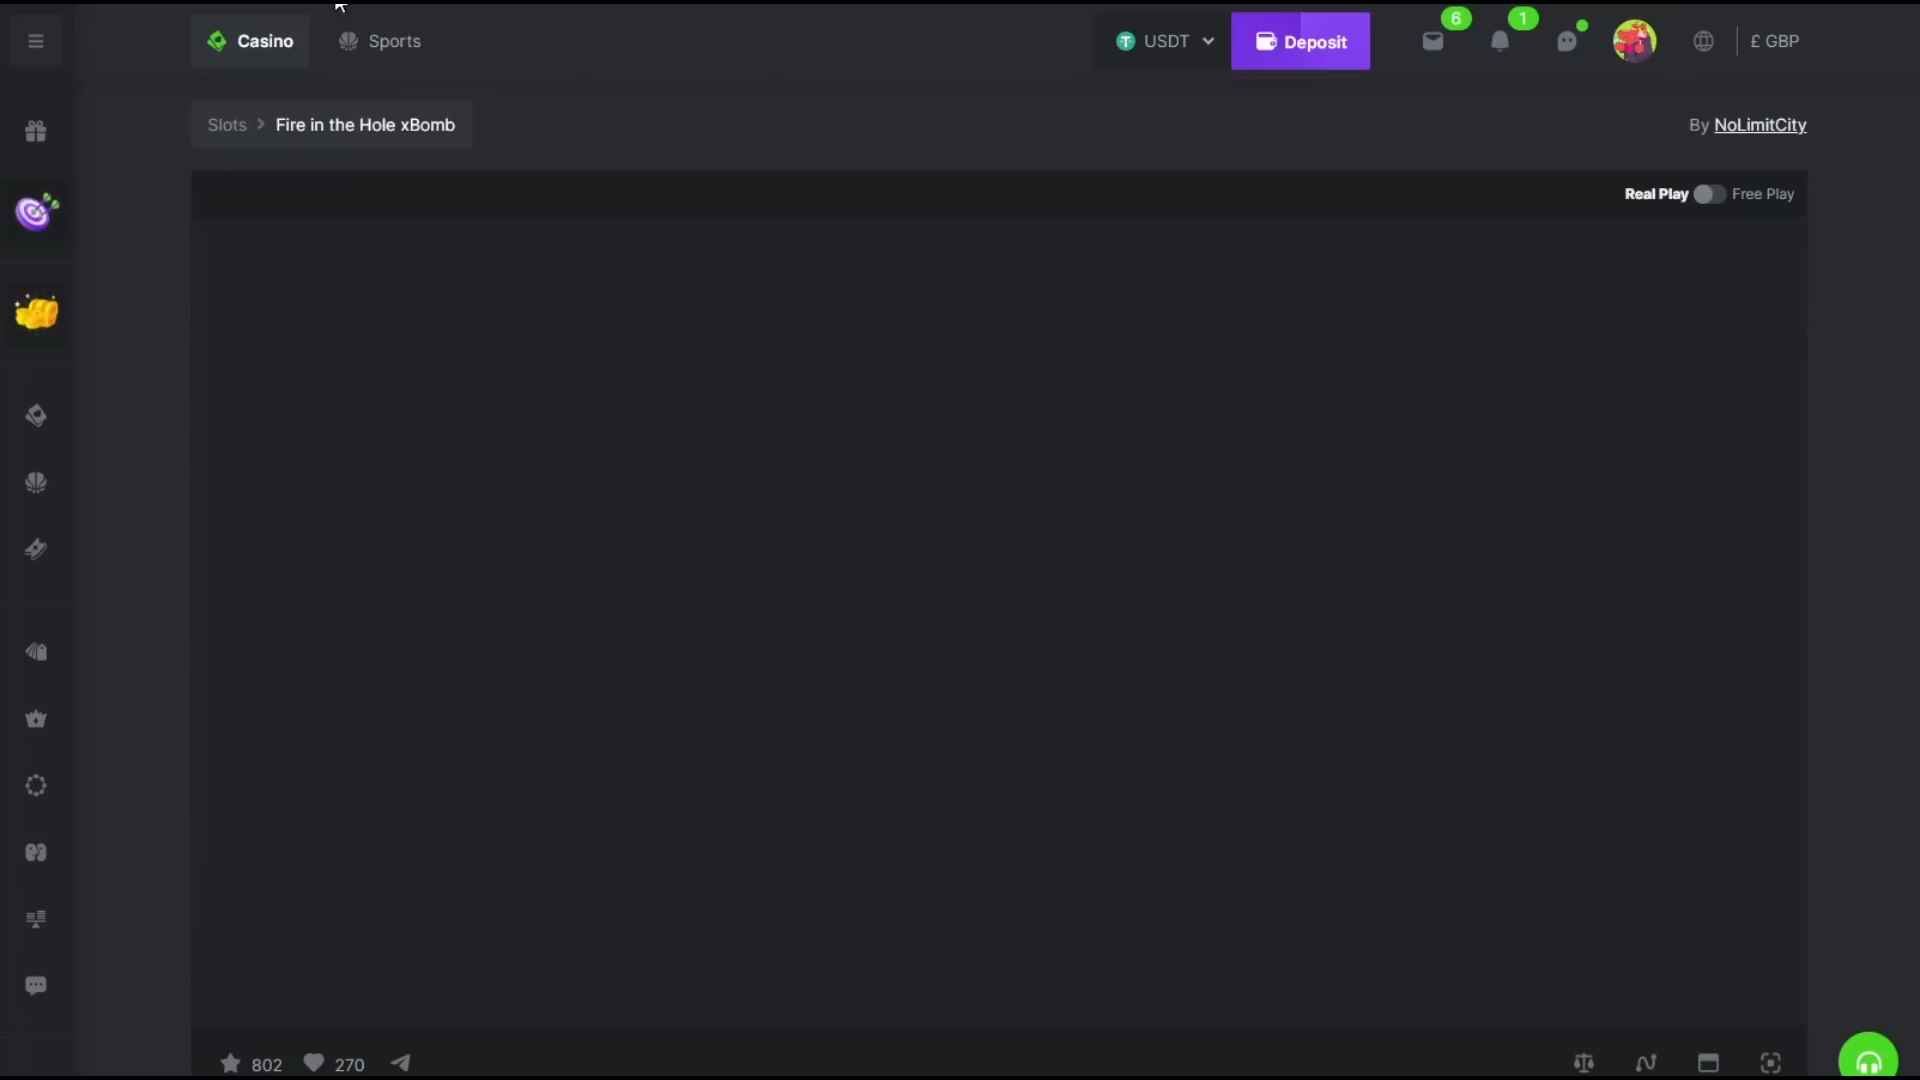 Casino
Sports
USDT
Deposit
6
1
£ GBP
Slots > Fire in the Hole xBomb
By NoLimitCity
Real Play
Free Play
802
270